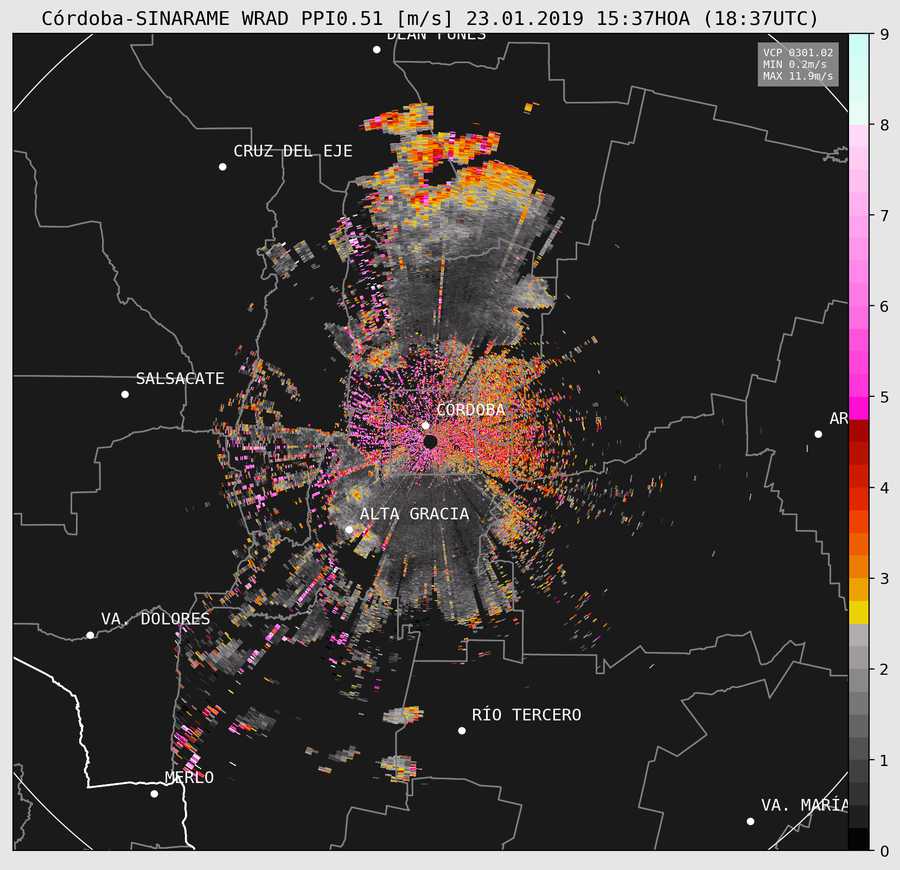 Córdoba-SINARAME WRAD PPI0.51 [m/s] 23.01.2019 15:37HOA (18:37UTC)
DEAN FUNES
VCP 0301.02
MIN 0.2m/s
MAX 11.9m/s
CRUZ DEL EJE
SALSACATE
CORDOBA
AR
ALTA GRACIA
VA. DOLORES
RÍO TERCERO
MERLO
VA. MARÍA
9
8
7
6
5
4
3
2
1
0